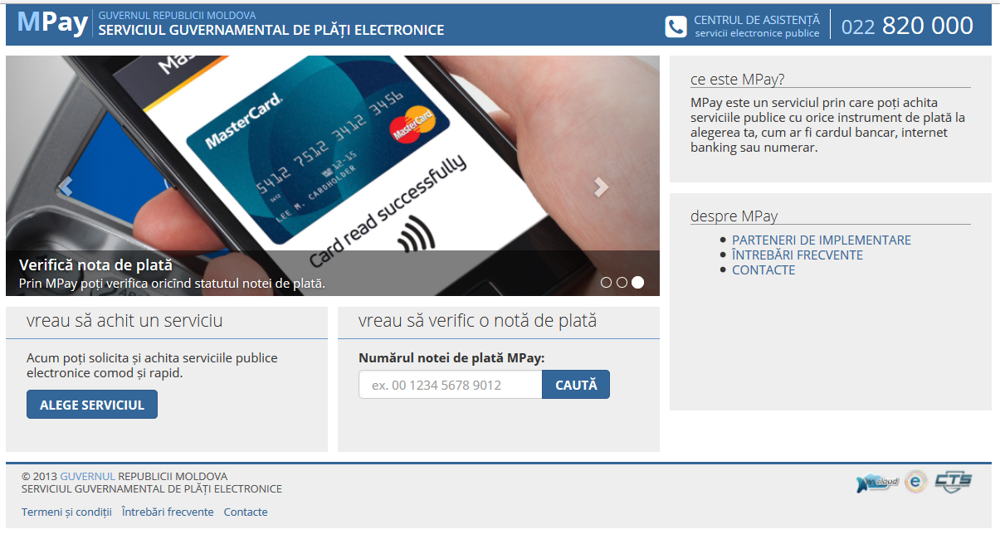 MPay
GUVERNUL REPUBLICII MOLDOVA
SERVICIUL GUVERNAMENTAL DE PLĂȚI ELECTRONICE
CENTRUL DE ASISTENȚĂ
servicii electronice publice
022 820 000
MasterCard.
5412 7512 3412 3456
MasterCard
5412
12-15
LEE M. CARDHOLDER
Card read successfully
Verifică nota de plată
Prin MPay poți verifica oricînd statutul notei de plată.
ce este MPay?
MPay este un serviciul prin care poți achita
serviciile publice cu orice instrument de plată la
alegerea ta, cum ar fi cardul bancar, internet
banking sau numerar.
despre MPay
PARTENERI DE IMPLEMENTARE
ÎNTREBĂRI FRECVENTE
CONTACTE
vreau să achit un serviciu
Acum poți solicita și achita serviciile publice
electronice comod și rapid.
ALEGE SERVICIUL
vreau să verific o notă de plată
Numărul notei de plată MPay:
ex. 00 1234 5678 9012
CAUTĂ
© 2013 GUVERNUL REPUBLICII MOLDOVA
SERVICIUL GUVERNAMENTAL DE PLĂȚI ELECTRONICE
Termeni și condiții Întrebări frecvente Contacte
mcloud
e
CTS